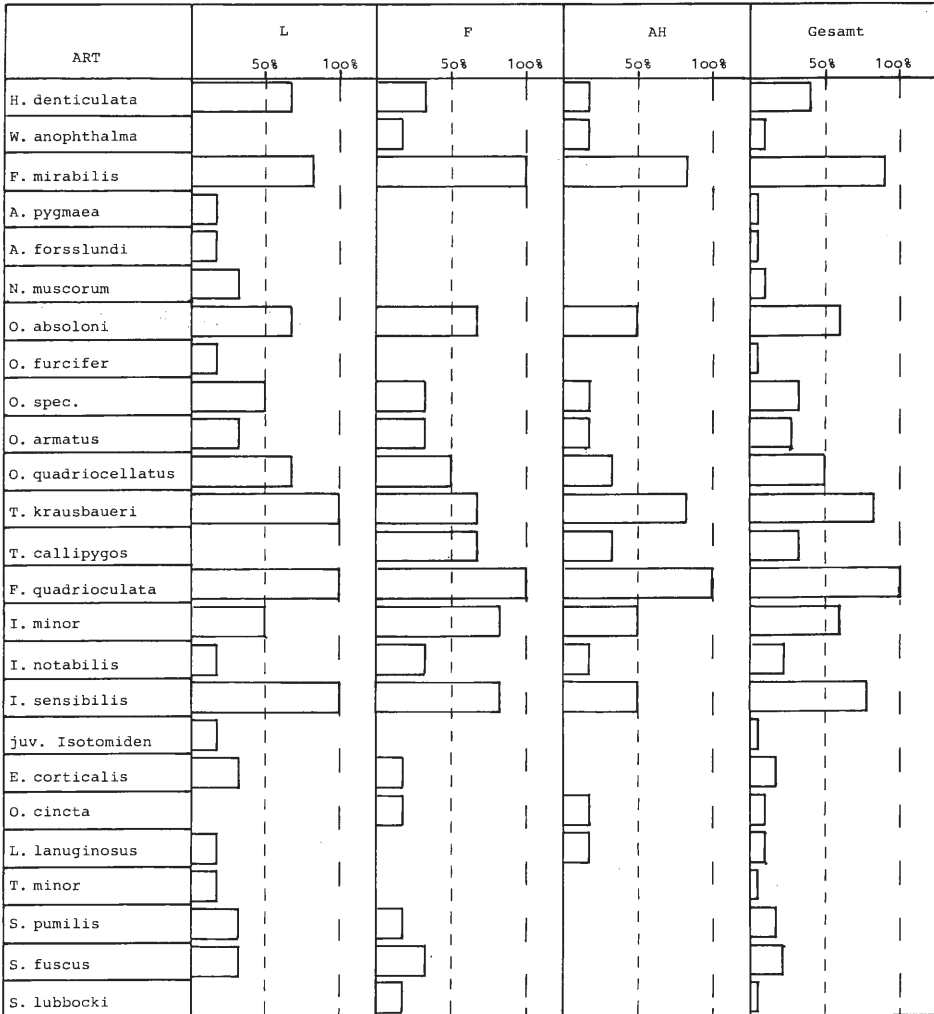 L F AH Gesamt
ART
50% 100% 50% 100% 50% 100% 50% 100%
H. denticulata
W. anophthalma
F. mirabilis
A. pygmaea
A. forsslundi
N. muscorum
O. absoloni
O. furcifer
O. spec.
O. armatus
O. quadriocellatus
T. krausbaueri
T. callipygos
F. quadrioculata
I. minor
I. notabilis
I. sensibilis
juv. Isotomiden
E. corticalis
O. cincta
L. lanuginosus
T. minor
S. pumilis
S. fuscus
S. lubbocki